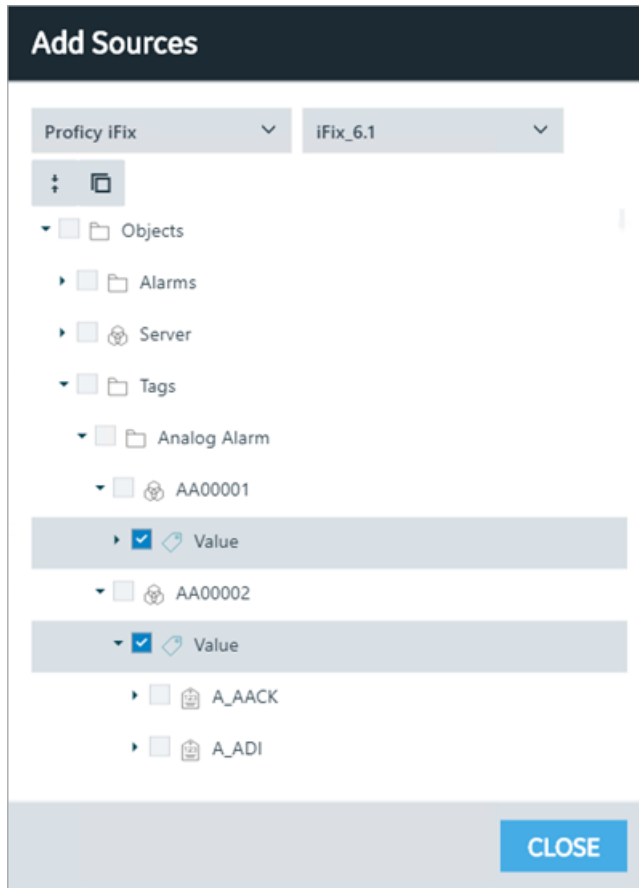 Add Sources
Proficy iFix
iFix_6.1
Objects
Alarms
Server
Tags
Analog Alarm
AA00001
Value
AA00002
Value
A_AACK
A_ADI
CLOSE